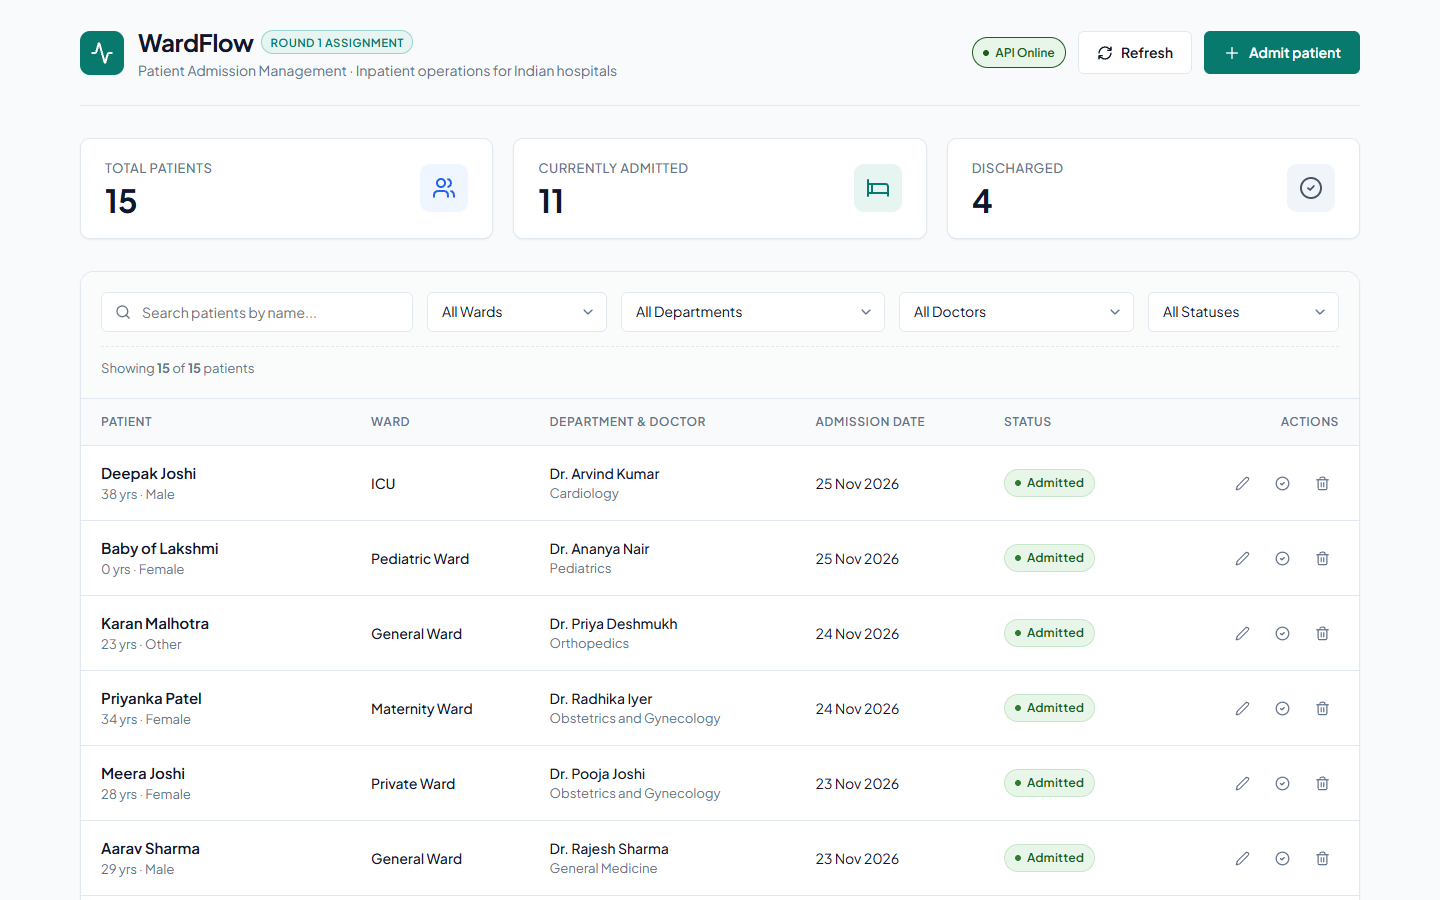 WardFlow ROUND 1 ASSIGNMENT
Patient Admission Management · Inpatient operations for Indian hospitals
API Online
Refresh
Admit patient
TOTAL PATIENTS
15
CURRENTLY ADMITTED
11
DISCHARGED
4
Search patients by name...
All Wards
All Departments
All Doctors
All Statuses
Showing 15 of 15 patients
PATIENT WARD DEPARTMENT & DOCTOR ADMISSION DATE STATUS ACTIONS
Deepak Joshi
38 yrs · Male
ICU
Dr. Arvind Kumar
Cardiology
25 Nov 2026
Admitted
Baby of Lakshmi
0 yrs · Female
Pediatric Ward
Dr. Ananya Nair
Pediatrics
25 Nov 2026
Admitted
Karan Malhotra
23 yrs · Other
General Ward
Dr. Priya Deshmukh
Orthopedics
24 Nov 2026
Admitted
Priyanka Patel
34 yrs · Female
Maternity Ward
Dr. Radhika Iyer
Obstetrics and Gynecology
24 Nov 2026
Admitted
Meera Joshi
28 yrs · Female
Private Ward
Dr. Pooja Joshi
Obstetrics and Gynecology
23 Nov 2026
Admitted
Aarav Sharma
29 yrs · Male
General Ward
Dr. Rajesh Sharma
General Medicine
23 Nov 2026
Admitted